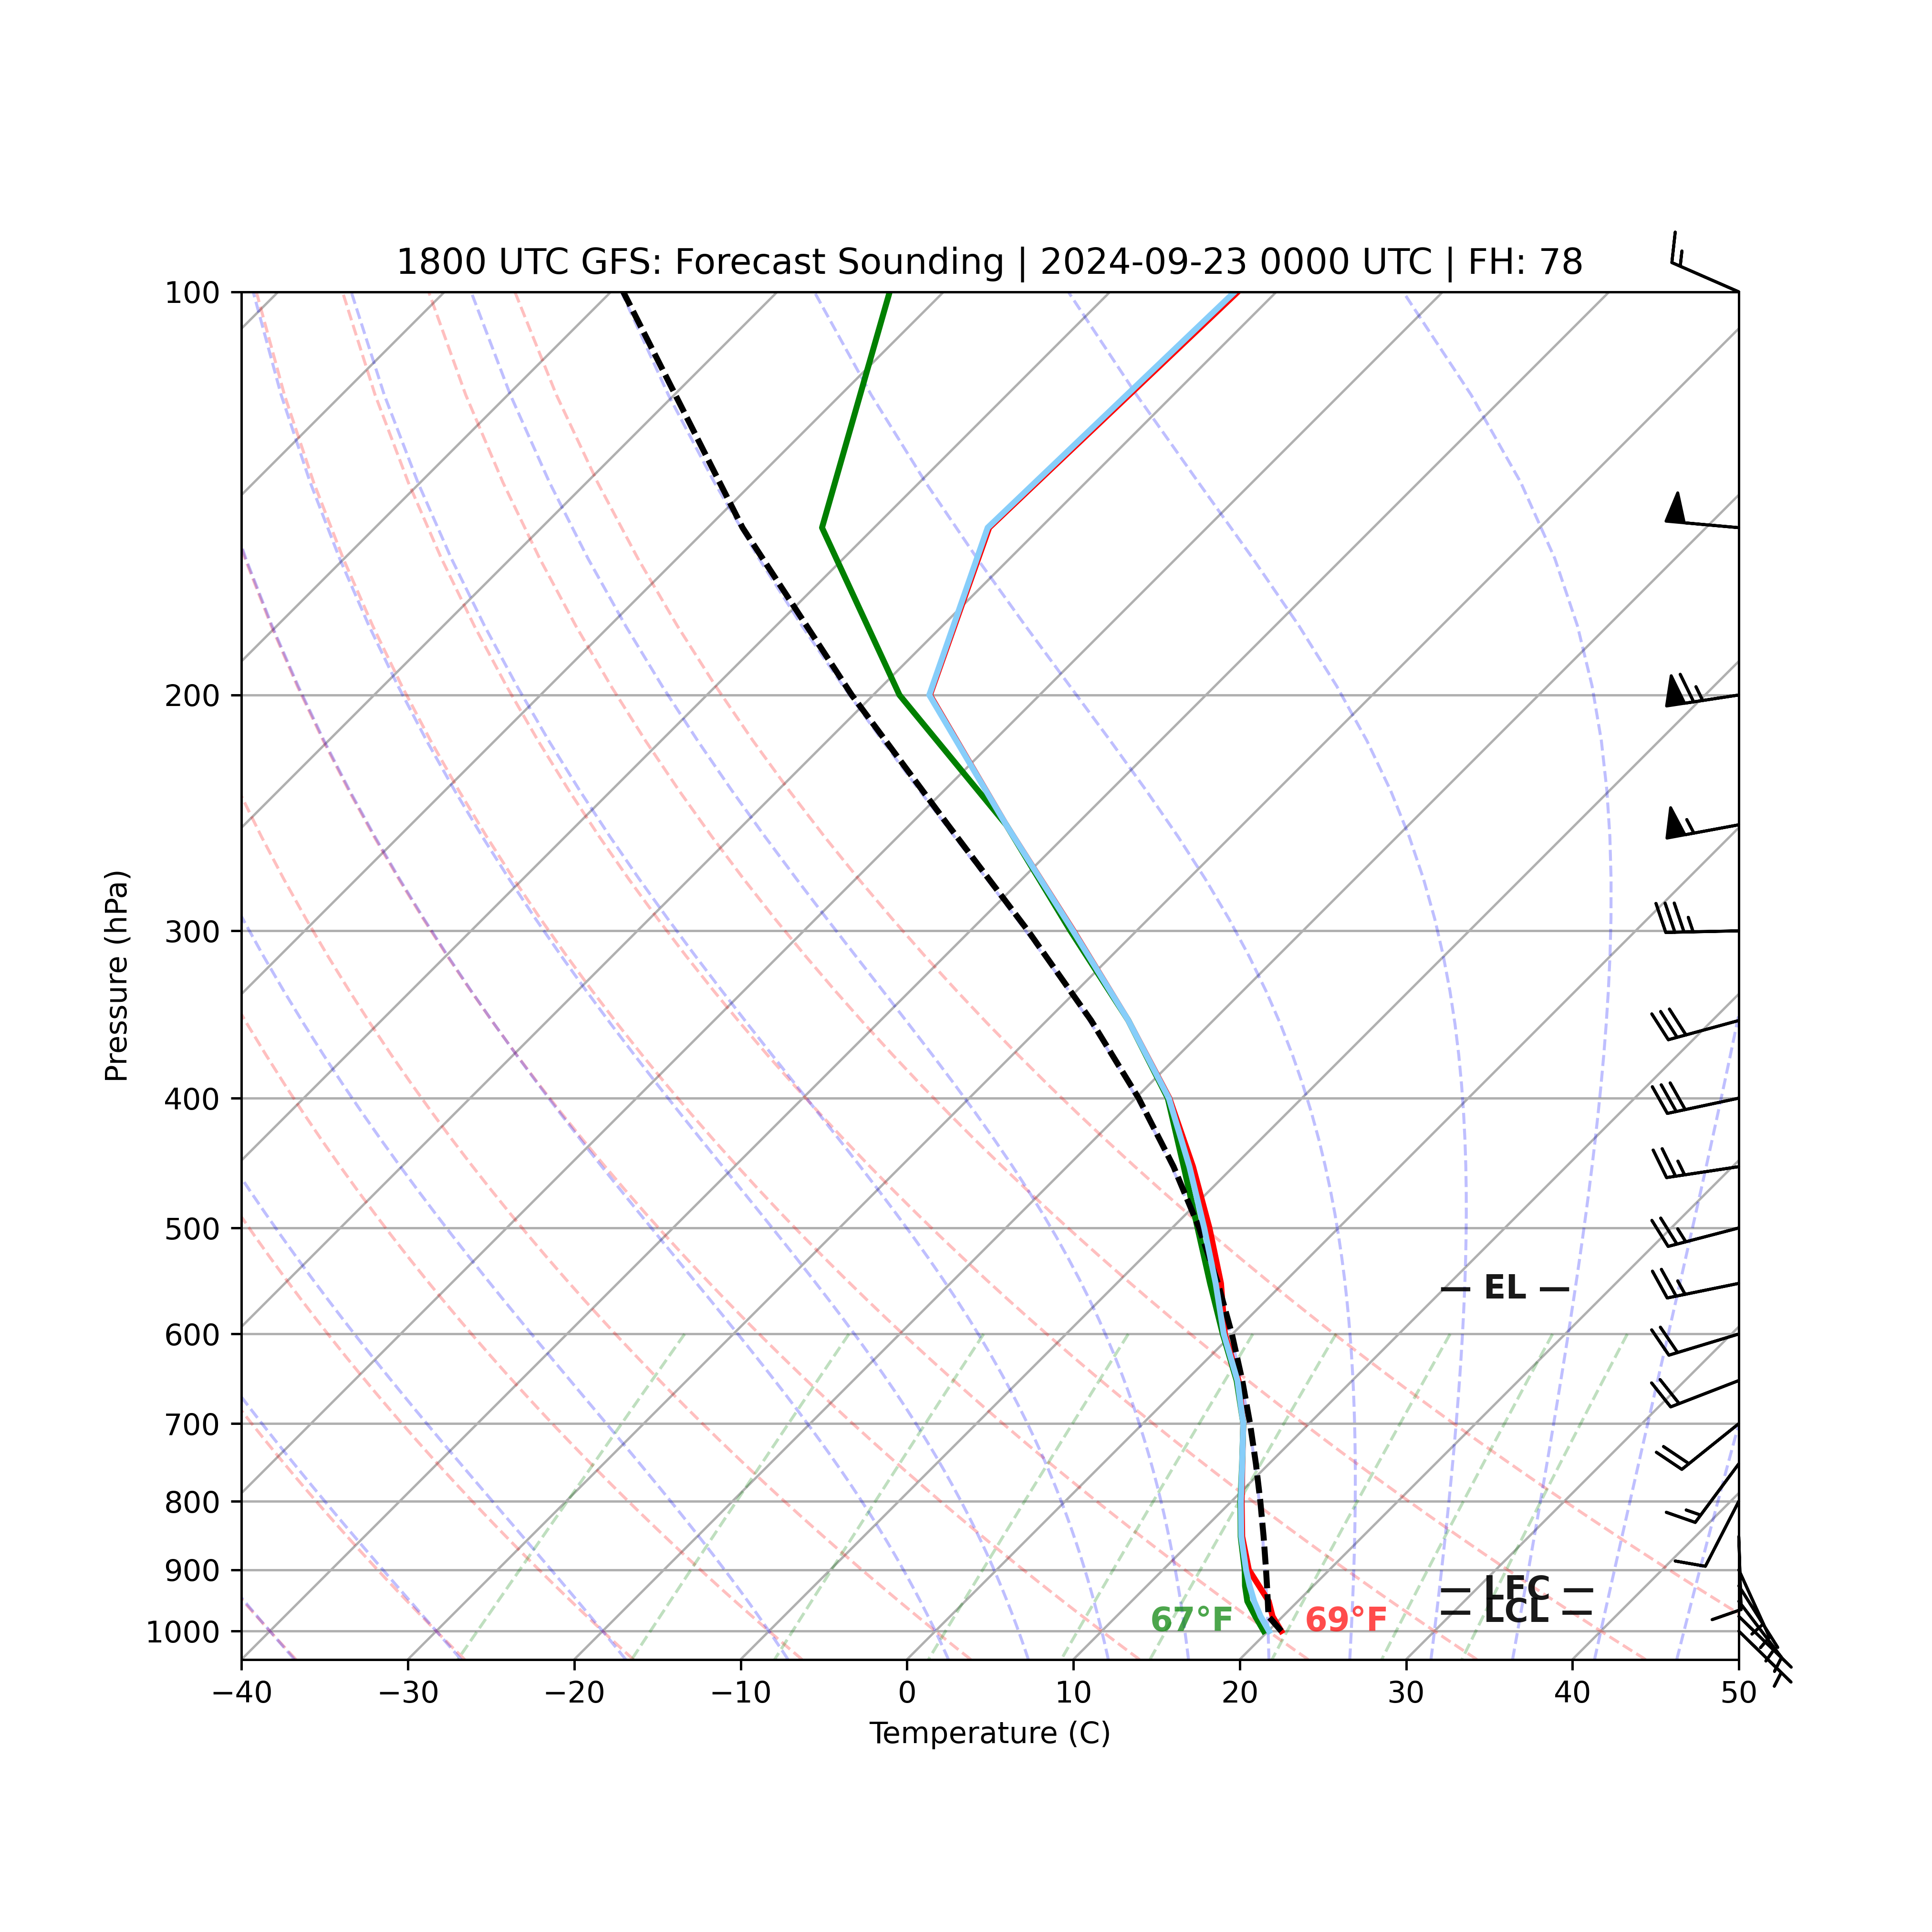 1800 UTC GFS: Forecast Sounding | 2024-09-23 0000 UTC | FH: 78
100
200
300
400
500
600
700
800
900
1000
Pressure (hPa)
— EL —
— LFC —
— LCL —
67°F
69°F
−40 −30 −20 −10 0 10 20 30 40 50
Temperature (C)